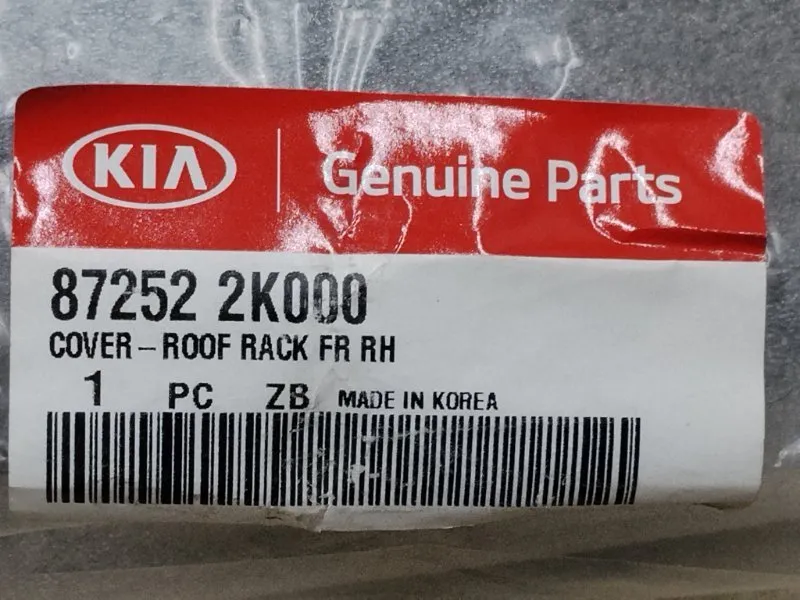 KIA Genuine Parts
87252 2K000
COVER-ROOF RACK FR RH
1 PC ZB MADE IN KOREA